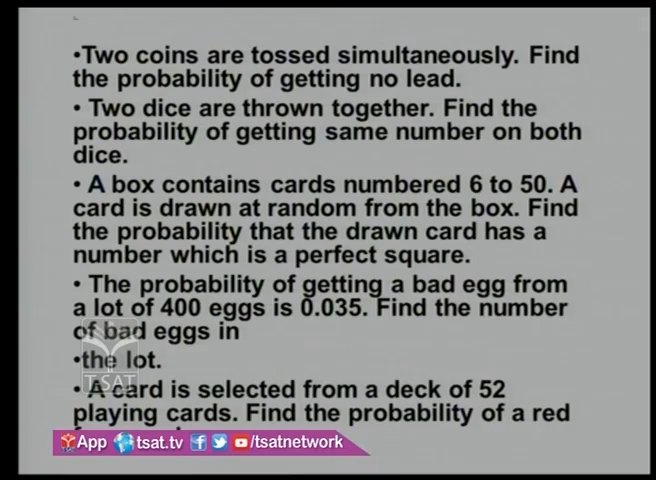 •Two coins are tossed simultaneously. Find
the probability of getting no lead.
• Two dice are thrown together. Find the
probability of getting same number on both
dice.
• A box contains cards numbered 6 to 50. A
card is drawn at random from the box. Find
the probability that the drawn card has a
number which is a perfect square.
• The probability of getting a bad egg from
a lot of 400 eggs is 0.035. Find the number
of bad eggs in
•the lot.
TSAT
• A card is selected from a deck of 52
playing cards. Find the probability of a red
App tsat.tv /tsatnetwork